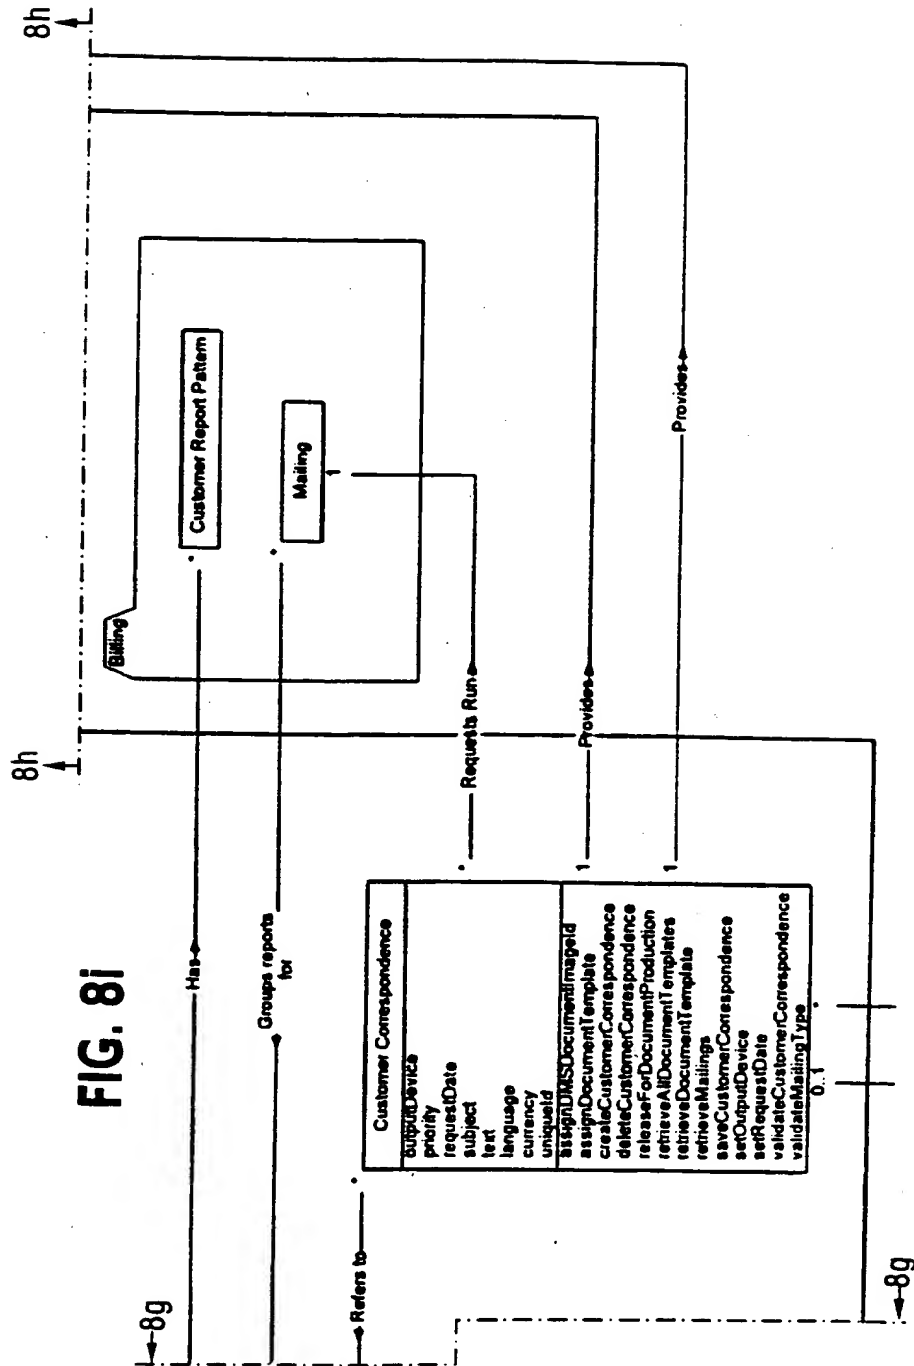 FIG. 8i
8h
8h
8g
8g
Billing
Customer Report Pattern
*
Has
Mailing
*
1
Groups reports
for
Requests Run
*
Provides
1
Provides
1
Refers to
*
Customer Correspondence
outputDevice
priority
requestDate
subject
text
language
currency
uniqueId
assignDMSDocumentImageId
assignDocumentTemplate
createCustomerCorrespondence
deleteCustomerCorrespondence
releaseForDocumentProduction
retrieveAllDocumentTemplates
retrieveDocumentTemplate
retrieveMailings
saveCustomerCorrespondence
setOutputDevice
setRequestDate
validateCustomerCorrespondence
validateMailingType
0..1
*